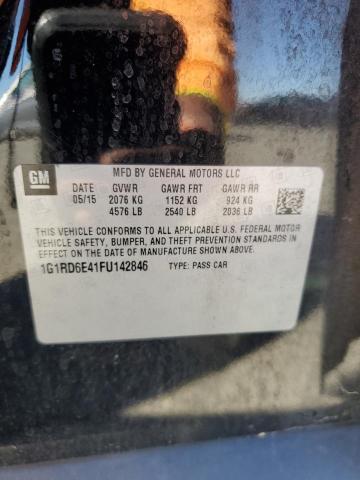 GM
MFD BY GENERAL MOTORS LLC
05/15 GVWR GAWR FRT GAWR RR
2076 KG 1152 KG 924 KG
4576 LB 2540 LB 2036 LB
THIS VEHICLE CONFORMS TO ALL APPLICABLE U.S. FEDERAL MOTOR
VEHICLE SAFETY, BUMPER, AND THEFT PREVENTION STANDARDS IN
EFFECT ON THE DATE OF MANUFACTURE SHOWN ABOVE.
1G1RD6E41FU142846 TYPE: PASS CAR